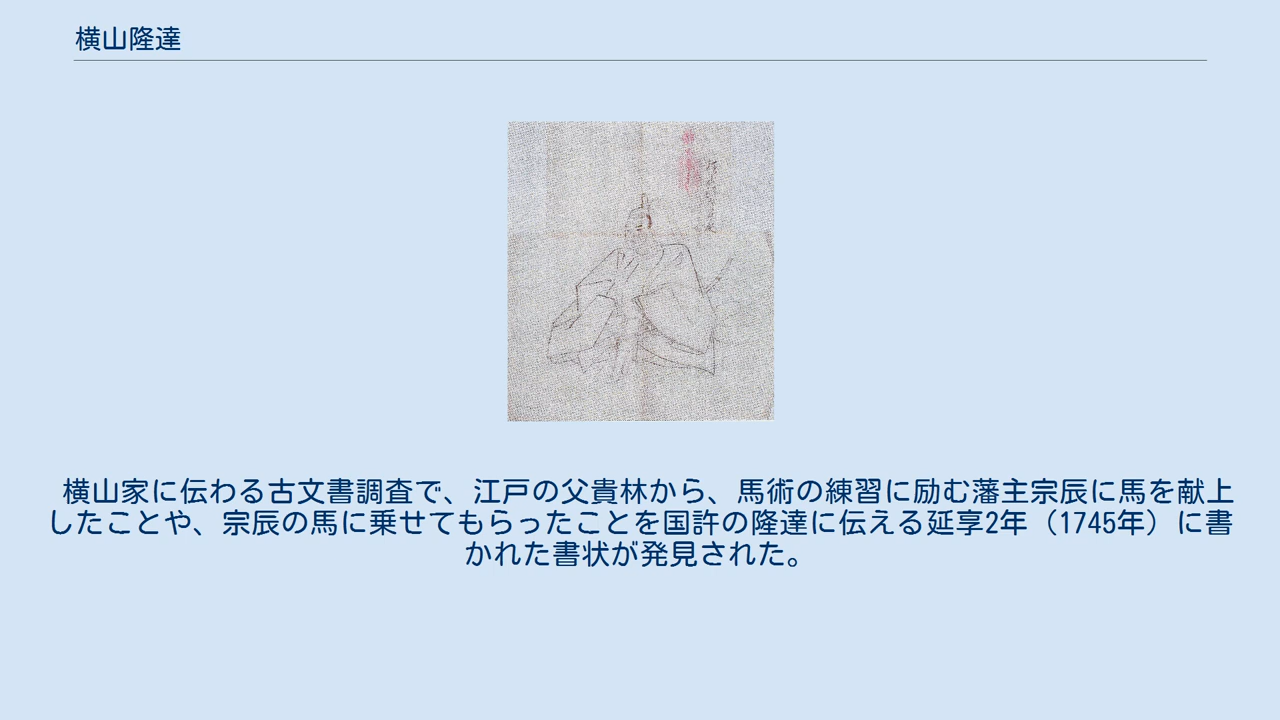 横山隆達
横山家に伝わる古文書調査で、江戸の父貴林から、馬術の練習に励む藩主宗辰に馬を献上
したことや、宗辰の馬に乗せてもらったことを国許の隆達に伝える延享2年（1745年）に書
かれた書状が発見された。